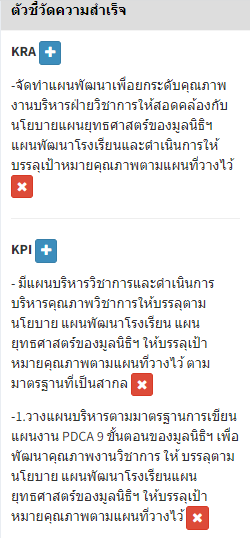 ตัวชี้วัดความสำเร็จ
KRA
-จัดทำแผนพัฒนาเพื่อยกระดับคุณภาพ
งานบริหารฝ่ายวิชาการให้สอดคล้องกับ
นโยบายแผนยุทธศาสตร์ของมูลนิธิฯ
แผนพัฒนาโรงเรียนและดำเนินการให้
บรรลุเป้าหมายคุณภาพตามแผนที่วางไว้
KPI
- มีแผนบริหารวิชาการและดำเนินการ
บริหารคุณภาพวิชาการให้บรรลุตาม
นโยบาย แผนพัฒนาโรงเรียน แผน
ยุทธศาสตร์ของมูลนิธิฯ ให้บรรลุเป้า
หมายคุณภาพตามแผนที่วางไว้ ตาม
มาตรฐานที่เป็นสากล
-1.วางแผนบริหารตามมาตรฐานการเขียน
แผนงาน PDCA 9 ขั้นตอนของมูลนิธิฯ เพื่อ
พัฒนาคุณภาพงานวิชาการ ให้ บรรลุตาม
นโยบาย แผนพัฒนาโรงเรียนแผน
ยุทธศาสตร์ของมูลนิธิฯ ให้บรรลุเป้า
หมายคุณภาพตามแผนที่วางไว้